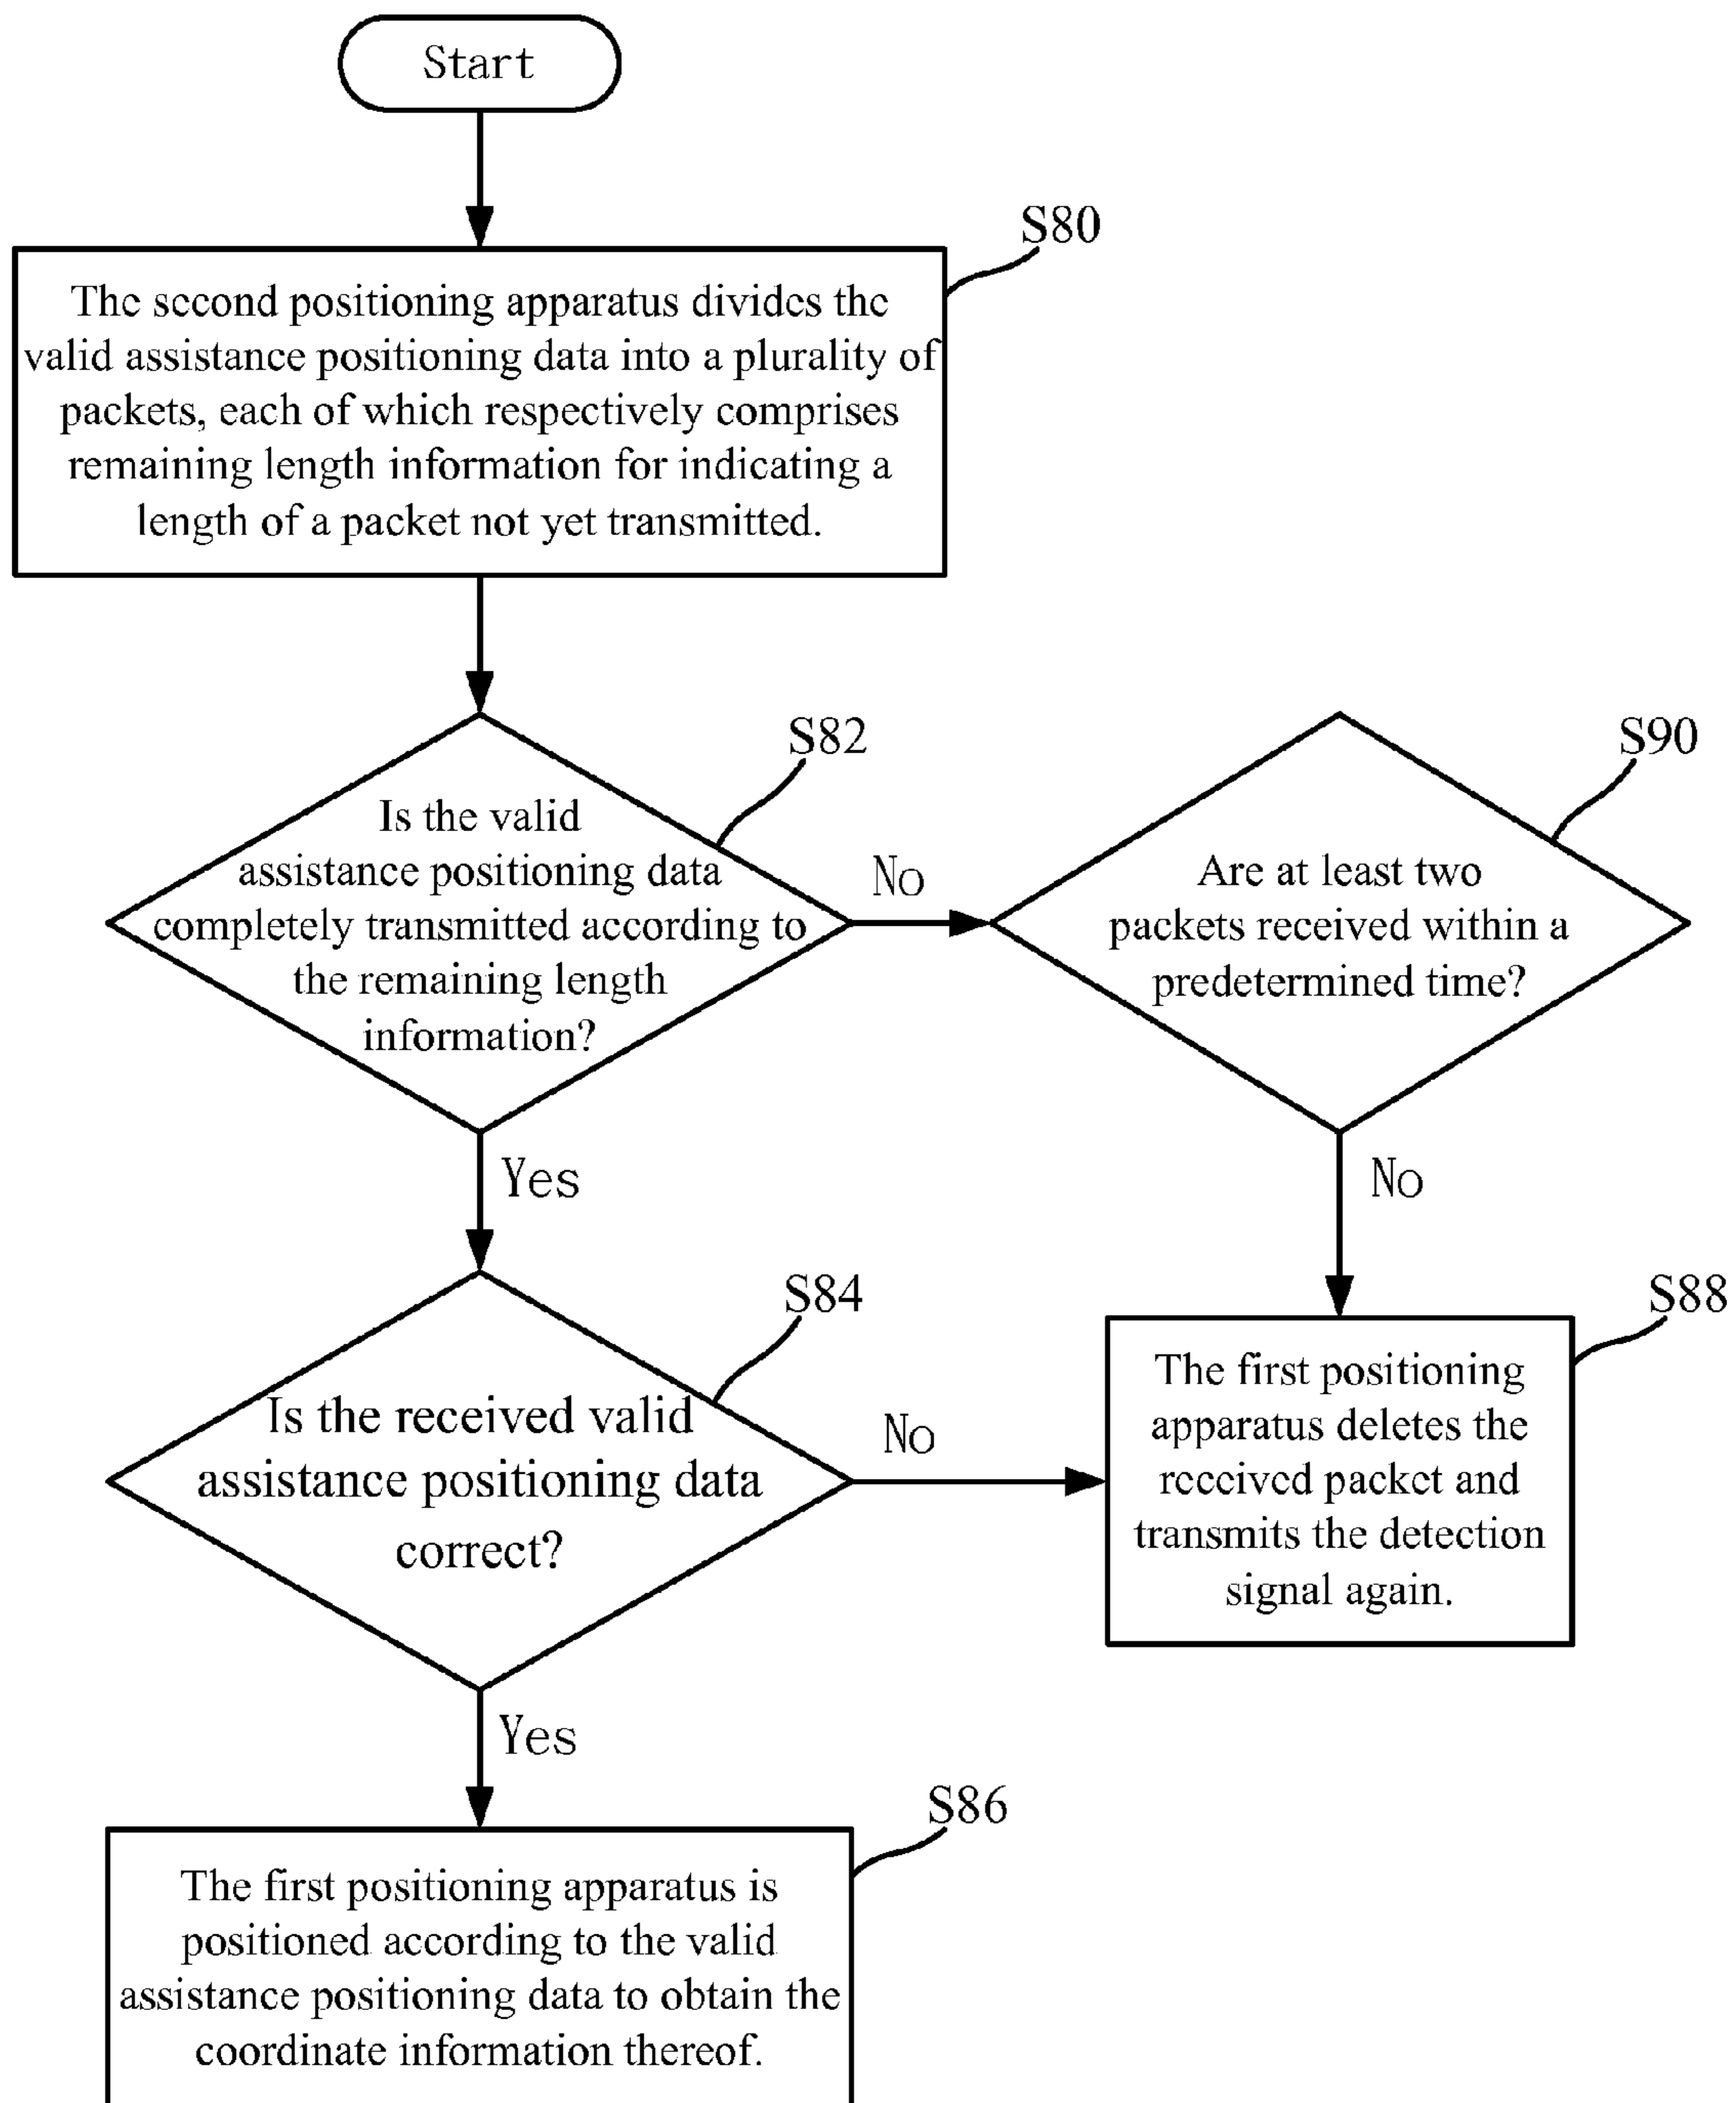 Start
S80
The second positioning apparatus divides the
valid assistance positioning data into a plurality of
packets, each of which respectively comprises
remaining length information for indicating a
length of a packet not yet transmitted.
S82
Is the valid
assistance positioning data
completely transmitted according to
the remaining length
information?
No
S90
Are at least two
packets received within a
predetermined time?
Yes
No
S84
Is the received valid
assistance positioning data
correct?
No
S88
The first positioning
apparatus deletes the
received packet and
transmits the detection
signal again.
Yes
S86
The first positioning apparatus is
positioned according to the valid
assistance positioning data to obtain the
coordinate information thereof.